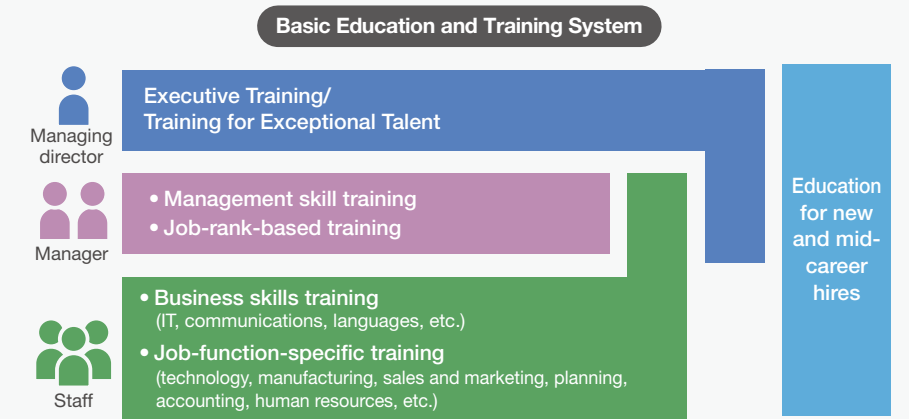 Basic Education and Training System
Managing
director
Executive Training/
Training for Exceptional Talent
Manager
• Management skill training
• Job-rank-based training
Staff
• Business skills training
(IT, communications, languages, etc.)
• Job-function-specific training
(technology, manufacturing, sales and marketing, planning,
accounting, human resources, etc.)
Education
for new
and mid-
career
hires